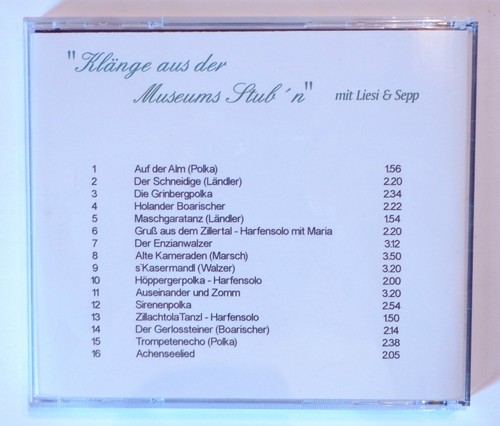 "Klänge aus der
Museums Stub´n" mit Liesi & Sepp
1 Auf der Alm (Polka) 1.56
2 Der Schneidige (Ländler) 2.20
3 Die Grinbergpolka 2.34
4 Holander Boarischer 2.22
5 Maschgaratanz (Ländler) 1.54
6 Gruß aus dem Zillertal - Harfensolo mit Maria 2.20
7 Der Enzianwalzer 3.12
8 Alte Kameraden (Marsch) 3.50
9 s'Kasermandl (Walzer) 3.20
10 Höppergerpolka - Harfensolo 2.00
11 Auseinander und Zomm 3.20
12 Sirenenpolka 2.54
13 ZillachtolaTanzl - Harfensolo 1.50
14 Der Gerlossteiner (Boarischer) 2.14
15 Trompetenecho (Polka) 2.38
16 Achenseelied 2.05